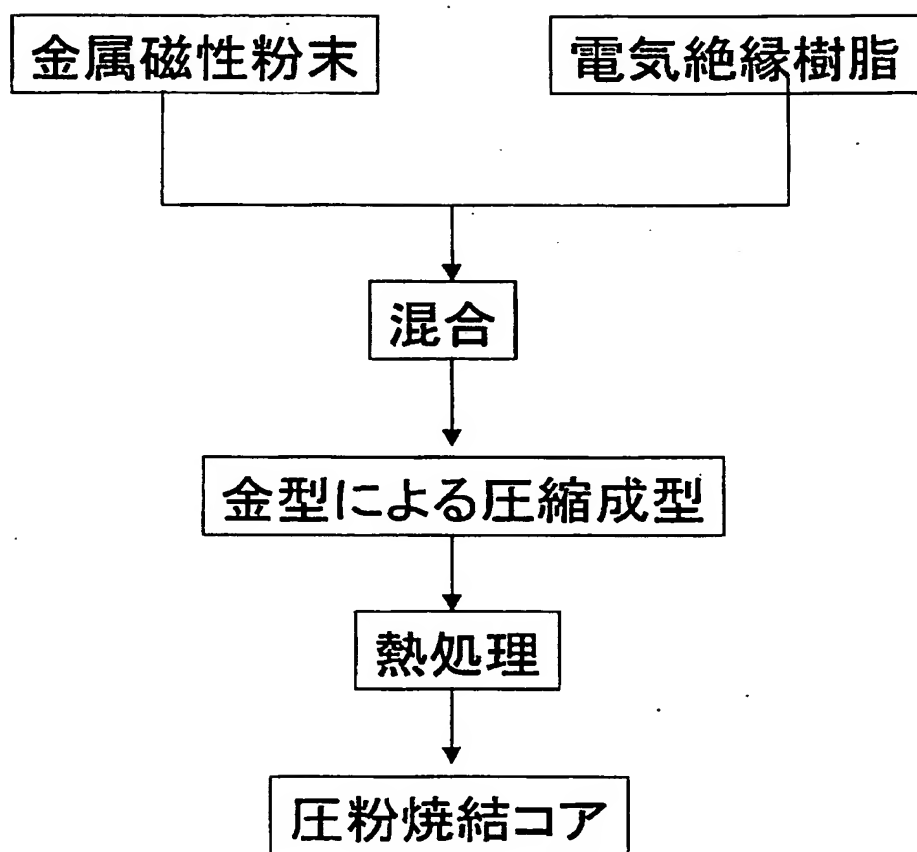 金属磁性粉末
電気絶縁樹脂
混合
金型による圧縮成型
熱処理
圧粉焼結コア